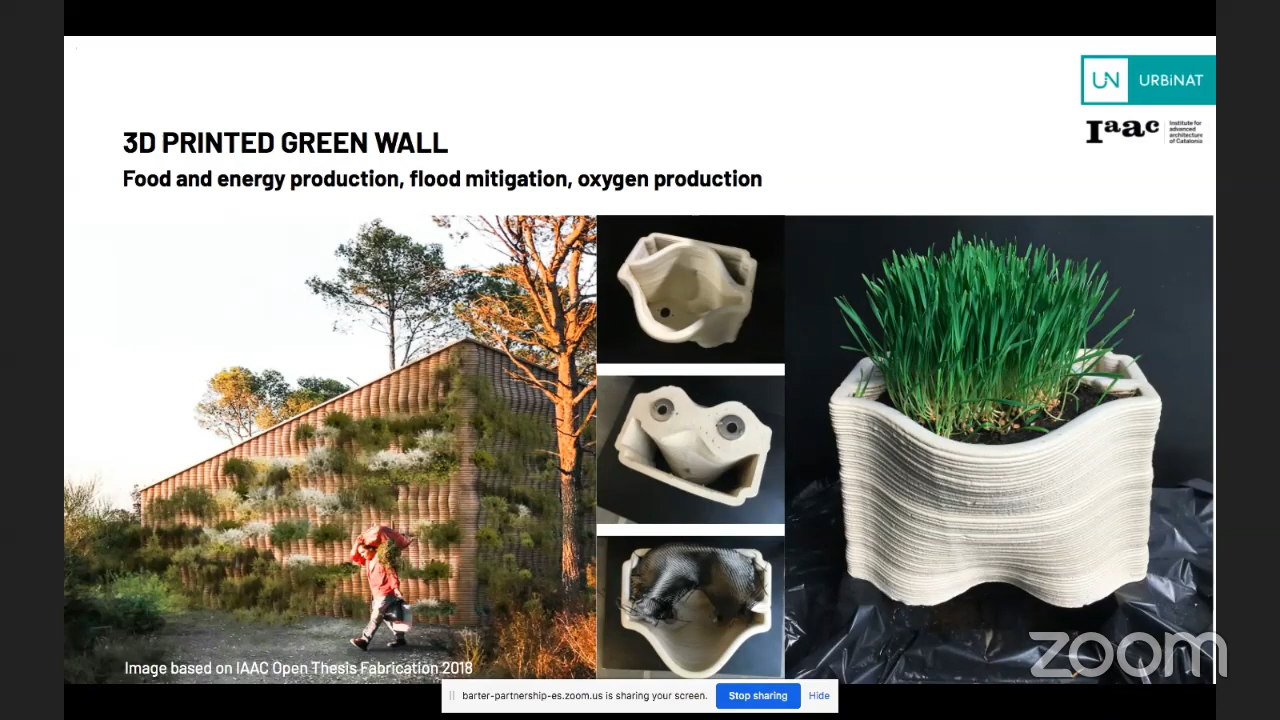 UN URBiNAT
Iaac
Institute for
advanced
architecture
of Catalonia
3D PRINTED GREEN WALL
Food and energy production, flood mitigation, oxygen production
Image based on IAAC Open Thesis Fabrication 2018
zoom
barter-partnership-es.zoom.us is sharing your screen.
Stop sharing
Hide